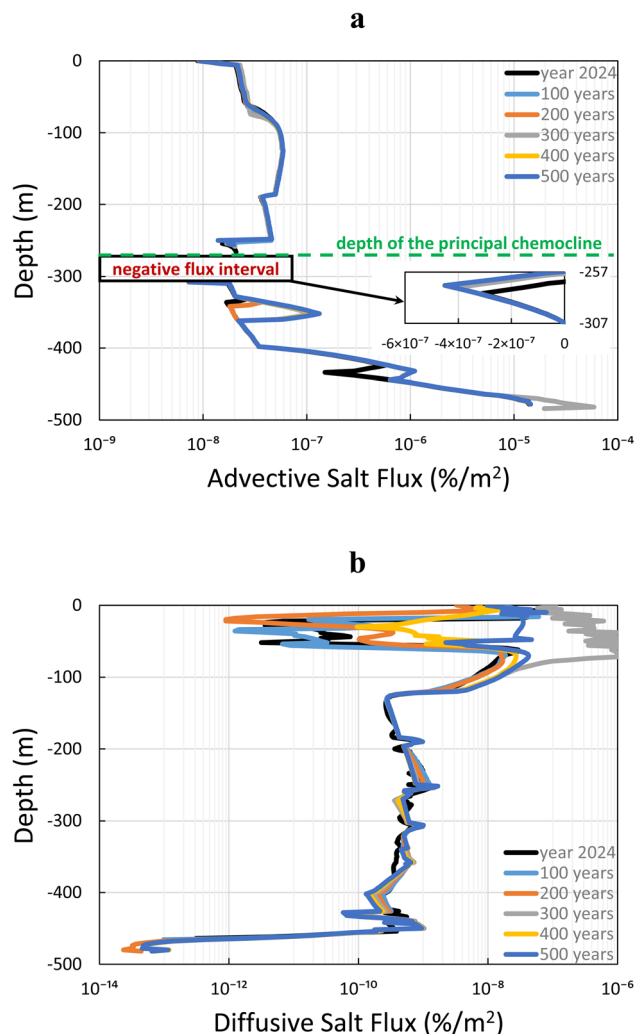 a
0
-100
-200
-300
-400
-500
Depth (m)
year 2024
100 years
200 years
300 years
400 years
500 years
depth of the principal chemocline
negative flux interval
-257
-307
-6×10⁻⁷ -4×10⁻⁷ -2×10⁻⁷ 0
10⁻⁹ 10⁻⁸ 10⁻⁷ 10⁻⁶ 10⁻⁵ 10⁻⁴
Advective Salt Flux (%/m²)
b
0
-100
-200
-300
-400
-500
Depth (m)
year 2024
100 years
200 years
300 years
400 years
500 years
10⁻¹⁴ 10⁻¹² 10⁻¹⁰ 10⁻⁸ 10⁻⁶
Diffusive Salt Flux (%/m²)